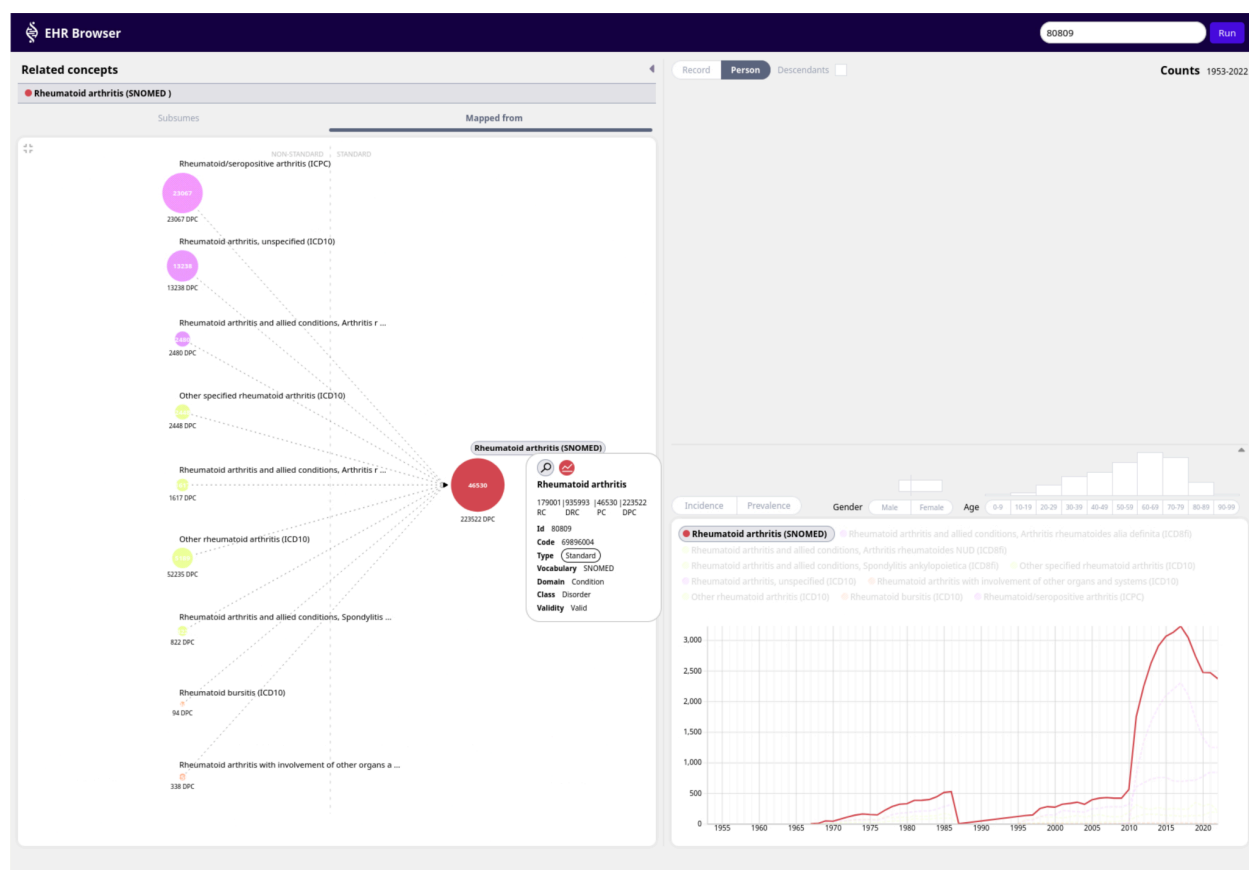 EHR Browser
80809
Run
Related concepts
Record
Person
Descendants
Counts 1953-2022
Rheumatoid arthritis (SNOMED )
Subsumes
Mapped from
NON-STANDARD
STANDARD
Rheumatoid/seropositive arthritis (ICPC)
23067
23067 DPC
Rheumatoid arthritis, unspecified (ICD10)
13238
13238 DPC
Rheumatoid arthritis and allied conditions, Arthritis r ...
2480
2480 DPC
Other specified rheumatoid arthritis (ICD10)
2448 DPC
Rheumatoid arthritis and allied conditions, Arthritis r ...
1617 DPC
Other rheumatoid arthritis (ICD10)
52235 DPC
Rheumatoid arthritis and allied conditions, Spondylitis ...
822 DPC
Rheumatoid bursitis (ICD10)
94 DPC
Rheumatoid arthritis with involvement of other organs a ...
338 DPC
Rheumatoid arthritis (SNOMED)
46530
223522 DPC
Rheumatoid arthritis
179001 |935993 |46530 |223522
RC DRC PC DPC
Id 80809
Code 69896004
Type Standard
Vocabulary SNOMED
Domain Condition
Class Disorder
Validity Valid
Incidence
Prevalence
Gender
Male
Female
Age
0-9 10-19 20-29 30-39 40-49 50-59 60-69 70-79 80-89 90-99
Rheumatoid arthritis (SNOMED) Rheumatoid arthritis and allied conditions, Arthritis rheumatoides alia definita (ICD8fi)
Rheumatoid arthritis and allied conditions, Arthritis rheumatoides NUD (ICD8fi)
Rheumatoid arthritis and allied conditions, Spondylitis ankylopoietica (ICD8fi) Other specified rheumatoid arthritis (ICD10)
Rheumatoid arthritis, unspecified (ICD10) Rheumatoid arthritis with involvement of other organs and systems (ICD10)
Other rheumatoid arthritis (ICD10) Rheumatoid bursitis (ICD10) Rheumatoid/seropositive arthritis (ICPC)
3,000
2,500
2,000
1,500
1,000
500
0
1955 1960 1965 1970 1975 1980 1985 1990 1995 2000 2005 2010 2015 2020